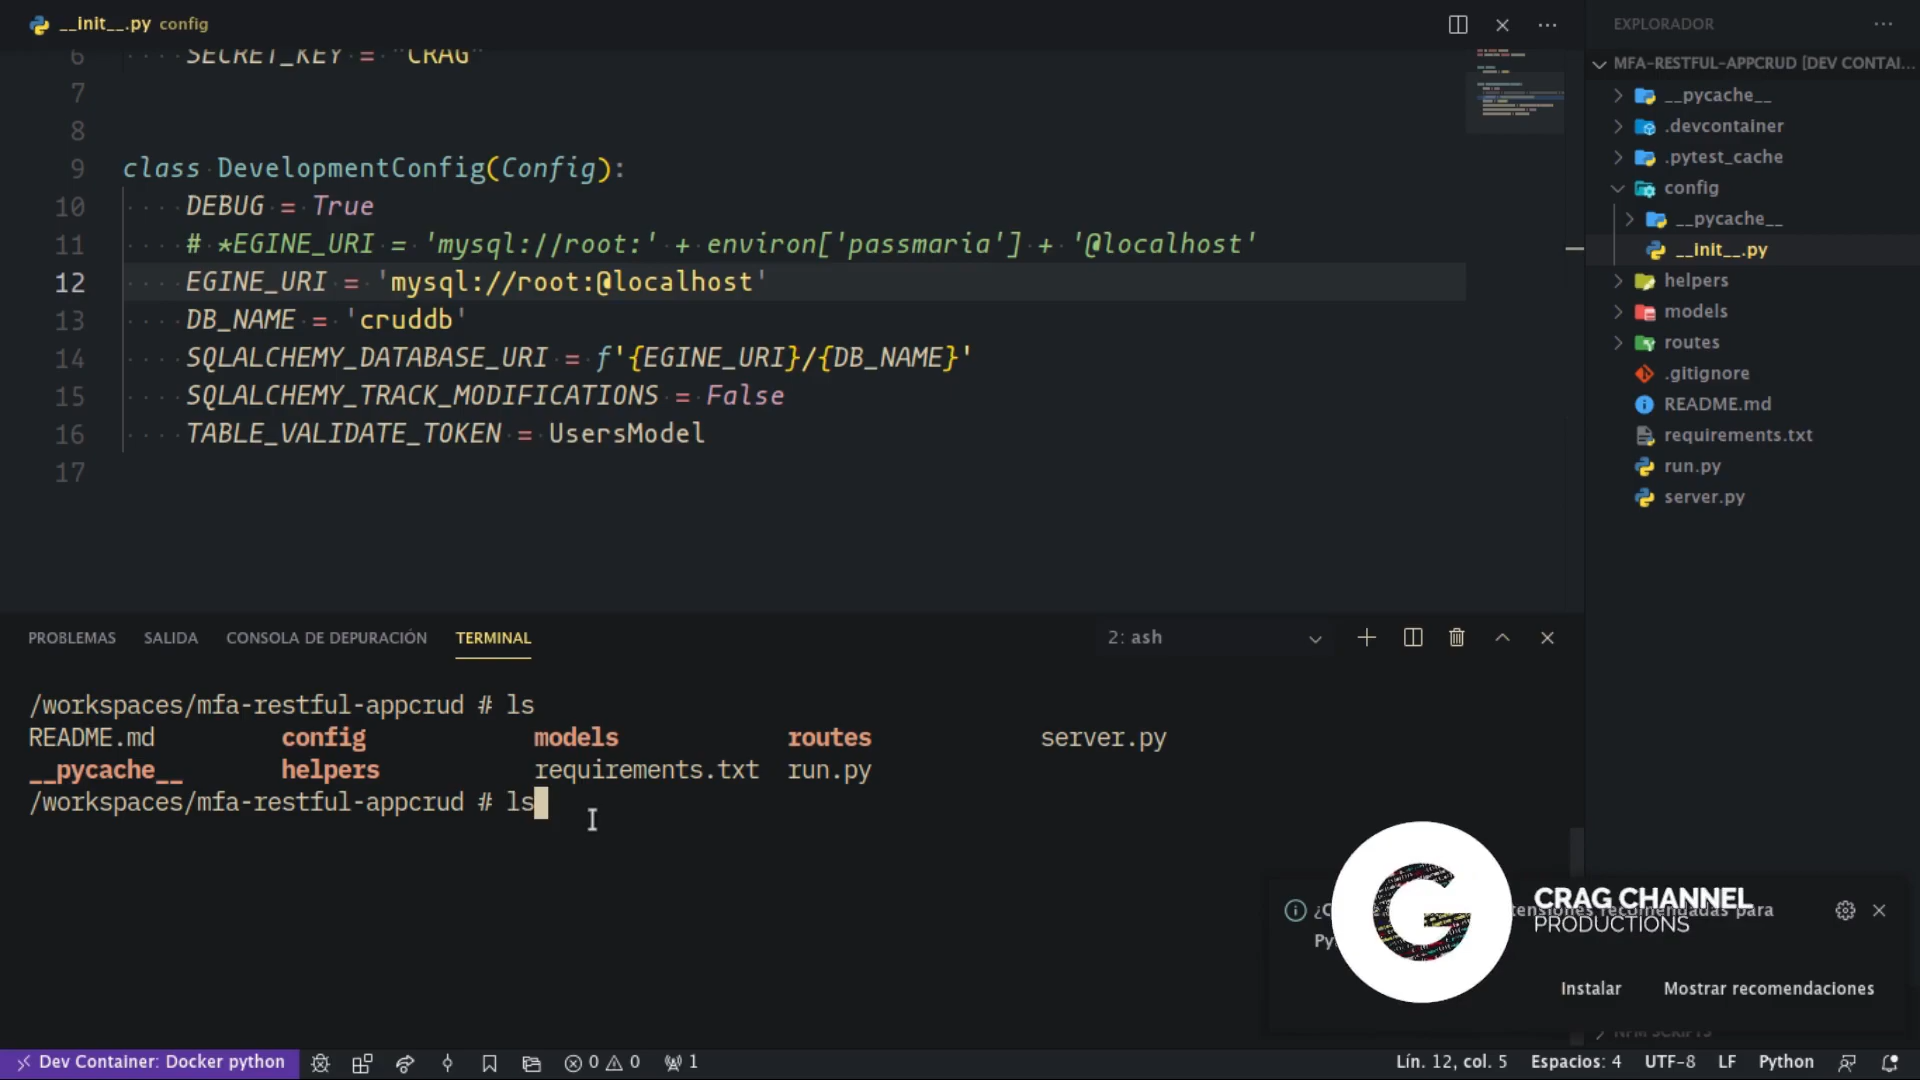 __init__.py config
6 SECRET_KEY = "CRAG"
7
8
9 class DevelopmentConfig(Config):
10 DEBUG = True
11 # *EGINE_URI = 'mysql://root:' + environ['passmaria'] + '@localhost'
12 EGINE_URI = 'mysql://root:@localhost'
13 DB_NAME = 'cruddb'
14 SQLALCHEMY_DATABASE_URI = f'{EGINE_URI}/{DB_NAME}'
15 SQLALCHEMY_TRACK_MODIFICATIONS = False
16 TABLE_VALIDATE_TOKEN = UsersModel
17
EXPLORADOR
MFA-RESTFUL-APPCRUD [DEV CONTAI...
__pycache__
.devcontainer
.pytest_cache
config
__pycache__
__init__.py
helpers
models
routes
.gitignore
README.md
requirements.txt
run.py
server.py
PROBLEMAS SALIDA CONSOLA DE DEPURACIÓN TERMINAL 2: ash
/workspaces/mfa-restful-appcrud # ls
README.md config models routes server.py
__pycache__ helpers requirements.txt run.py
/workspaces/mfa-restful-appcrud # ls
CRAG CHANNEL
PRODUCTIONS
recomendadas para
Instalar Mostrar recomendaciones
NPM SCRIPTS
Dev Container: Docker python 0 0 1 Lín. 12, col. 5 Espacios: 4 UTF-8 LF Python